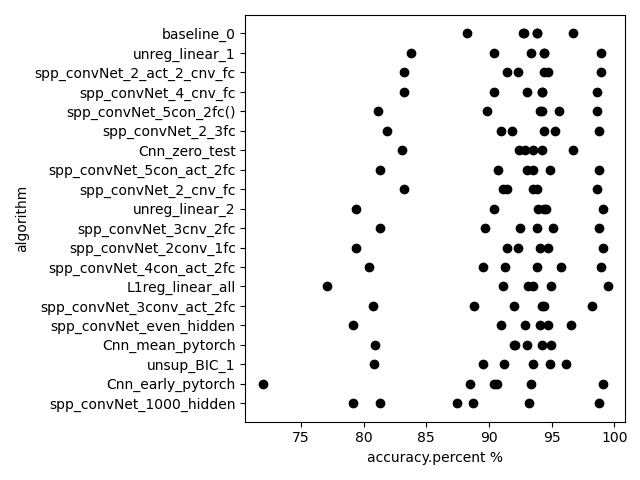 baseline_0
unreg_linear_1
spp_convNet_2_act_2_cnv_fc
spp_convNet_4_cnv_fc
spp_convNet_5con_2fc()
spp_convNet_2_3fc
Cnn_zero_test
spp_convNet_5con_act_2fc
spp_convNet_2_cnv_fc
unreg_linear_2
spp_convNet_3cnv_2fc
spp_convNet_2conv_1fc
spp_convNet_4con_act_2fc
L1reg_linear_all
spp_convNet_3conv_act_2fc
spp_convNet_even_hidden
Cnn_mean_pytorch
unsup_BIC_1
Cnn_early_pytorch
spp_convNet_1000_hidden
algorithm
75 80 85 90 95 100
accuracy.percent %